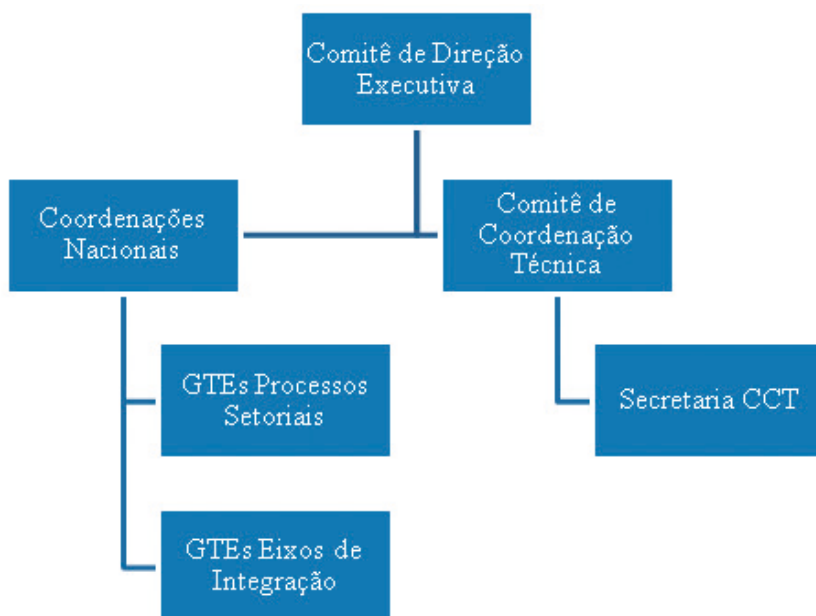 Comitê de Direção
Executiva
Coordenações
Nacionais
Comitê de
Coordenação
Técnica
GTEs Processos
Setoriais
Secretaria CCT
GTEs Eixos de
Integração